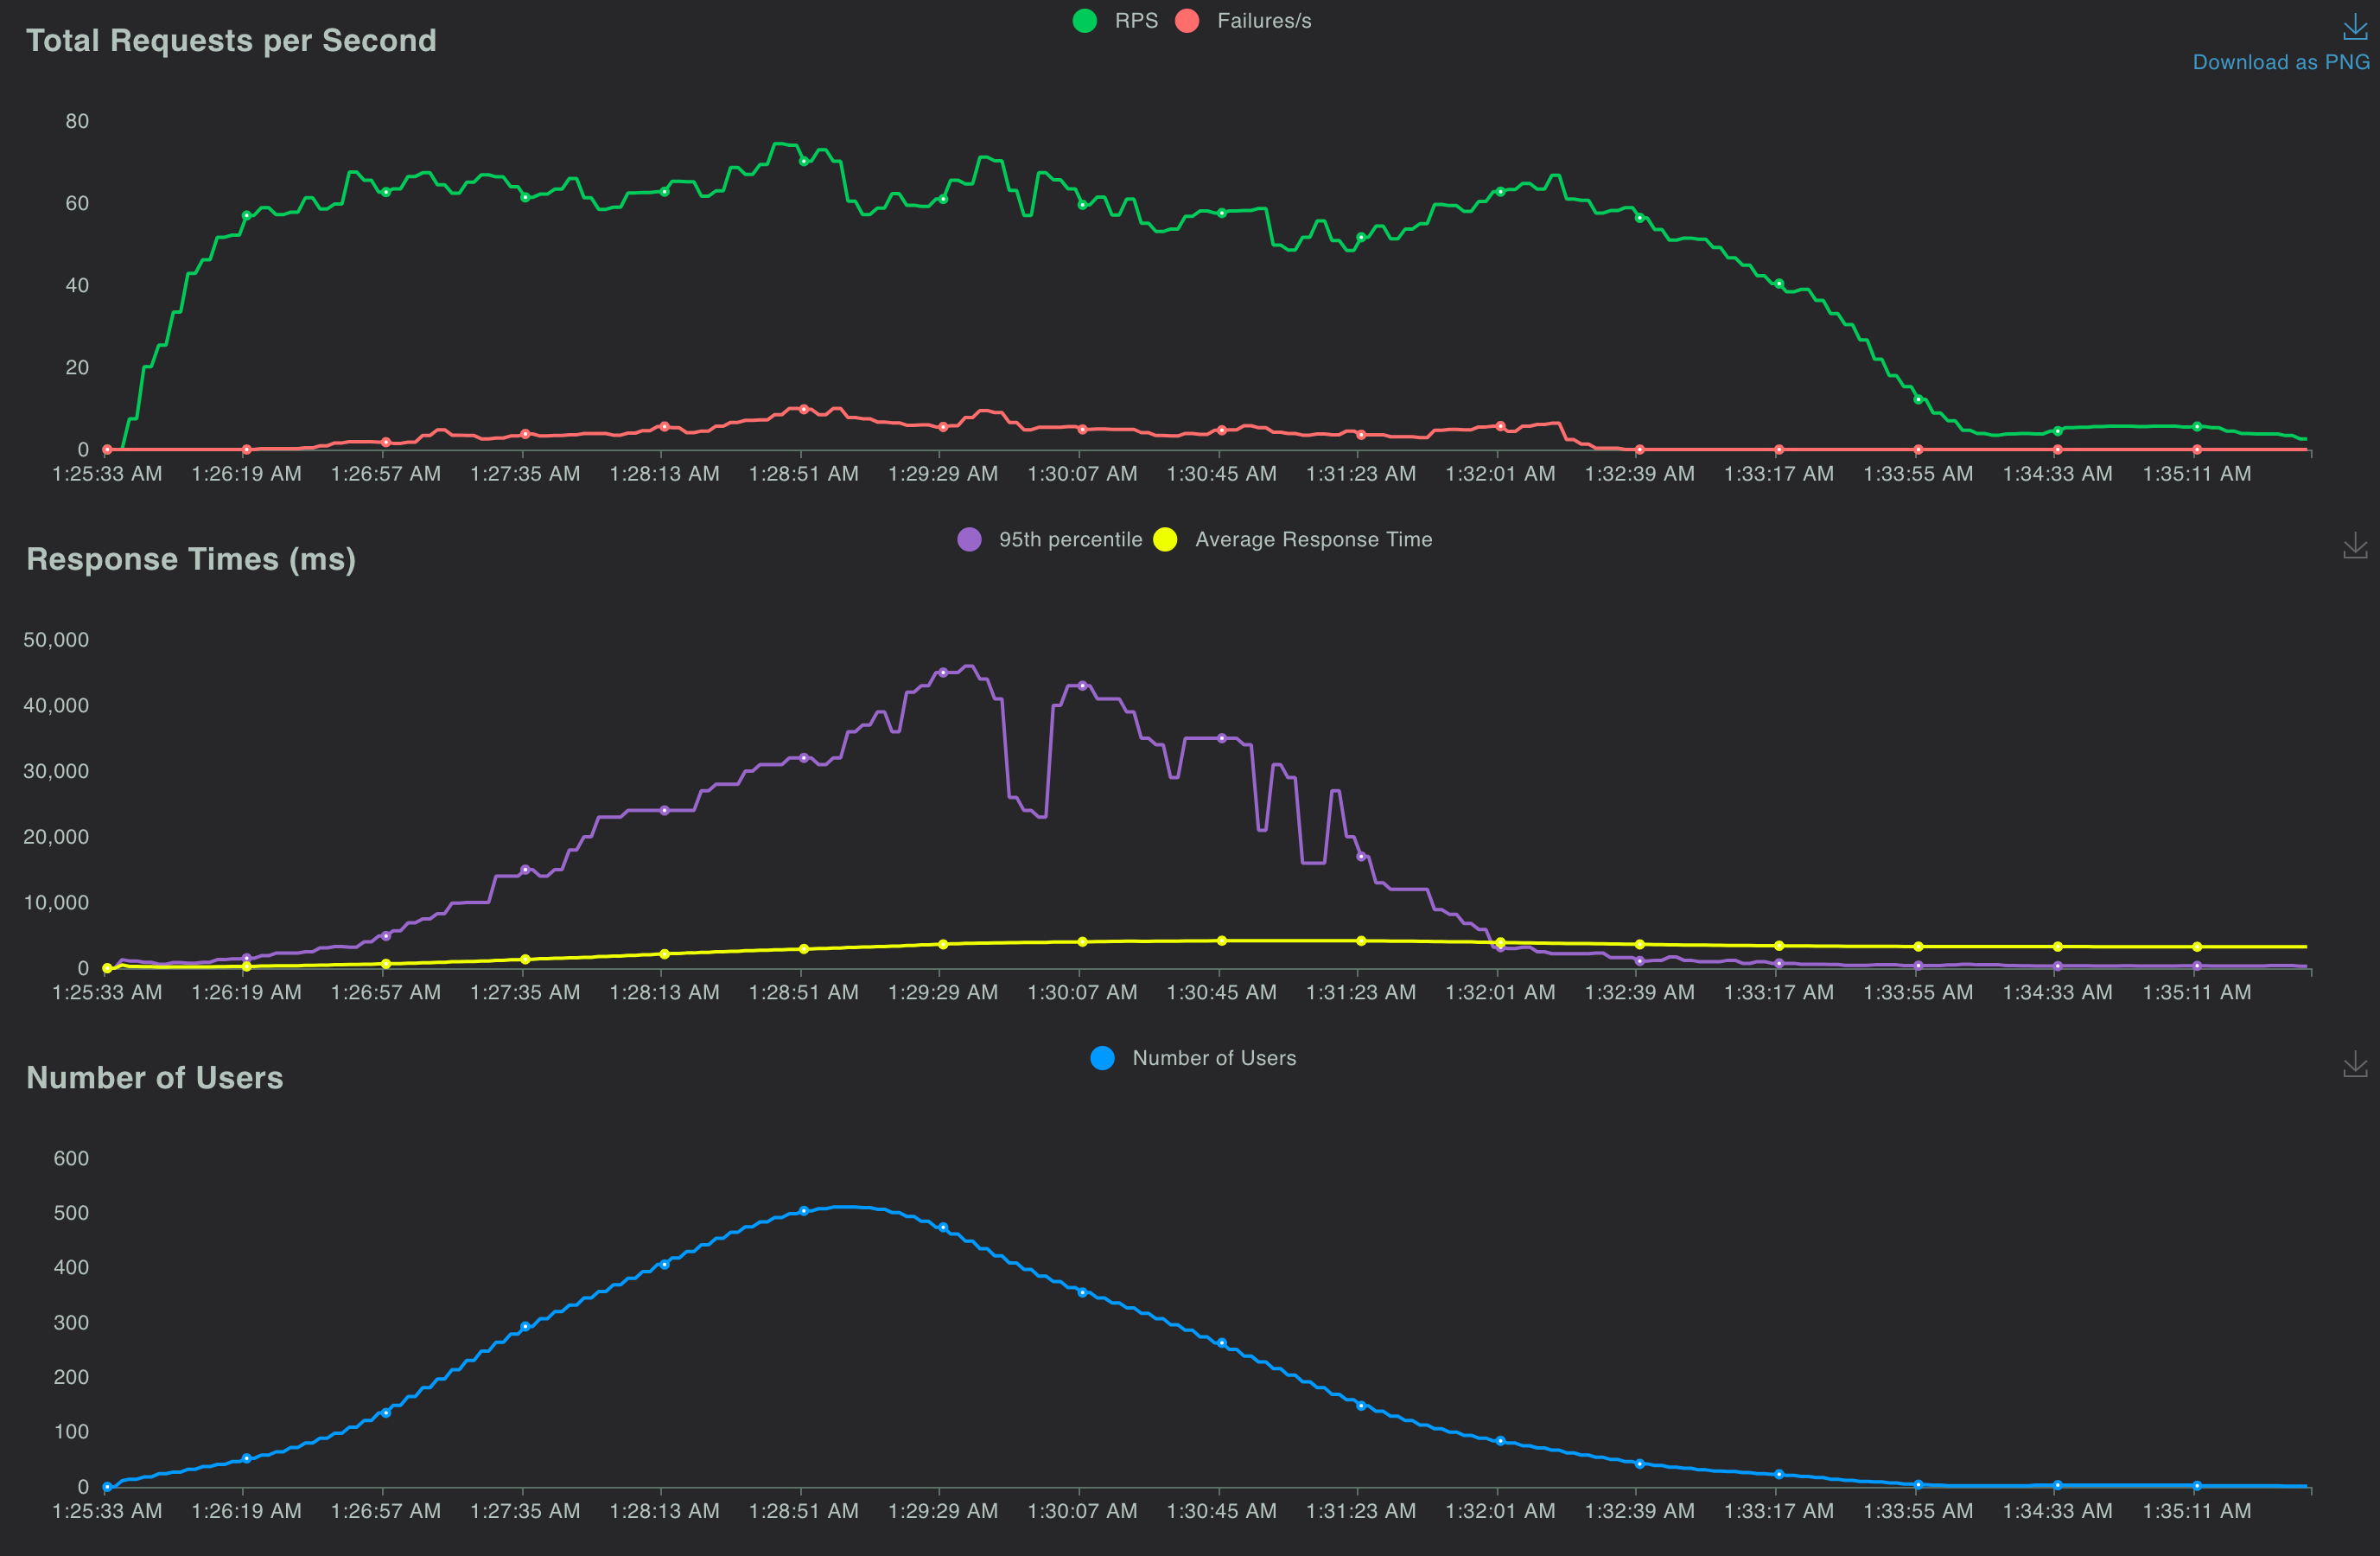 RPS Failures/s
Total Requests per Second
Download as PNG
80
60
40
20
0
1:25:33 AM 1:26:19 AM 1:26:57 AM 1:27:35 AM 1:28:13 AM 1:28:51 AM 1:29:29 AM 1:30:07 AM 1:30:45 AM 1:31:23 AM 1:32:01 AM 1:32:39 AM 1:33:17 AM 1:33:55 AM 1:34:33 AM 1:35:11 AM
95th percentile Average Response Time
Response Times (ms)
50,000
40,000
30,000
20,000
10,000
0
1:25:33 AM 1:26:19 AM 1:26:57 AM 1:27:35 AM 1:28:13 AM 1:28:51 AM 1:29:29 AM 1:30:07 AM 1:30:45 AM 1:31:23 AM 1:32:01 AM 1:32:39 AM 1:33:17 AM 1:33:55 AM 1:34:33 AM 1:35:11 AM
Number of Users
Number of Users
600
500
400
300
200
100
0
1:25:33 AM 1:26:19 AM 1:26:57 AM 1:27:35 AM 1:28:13 AM 1:28:51 AM 1:29:29 AM 1:30:07 AM 1:30:45 AM 1:31:23 AM 1:32:01 AM 1:32:39 AM 1:33:17 AM 1:33:55 AM 1:34:33 AM 1:35:11 AM